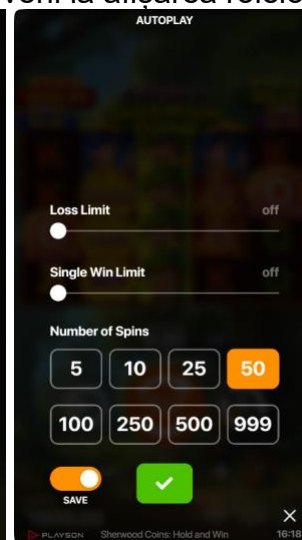 AUTOPLAY
Loss Limit off
Single Win Limit off
Number of Spins
5 10 25 50
100 250 500 999
SAVE
PLAYSON Sherwood Coins: Hold and Win 16:18